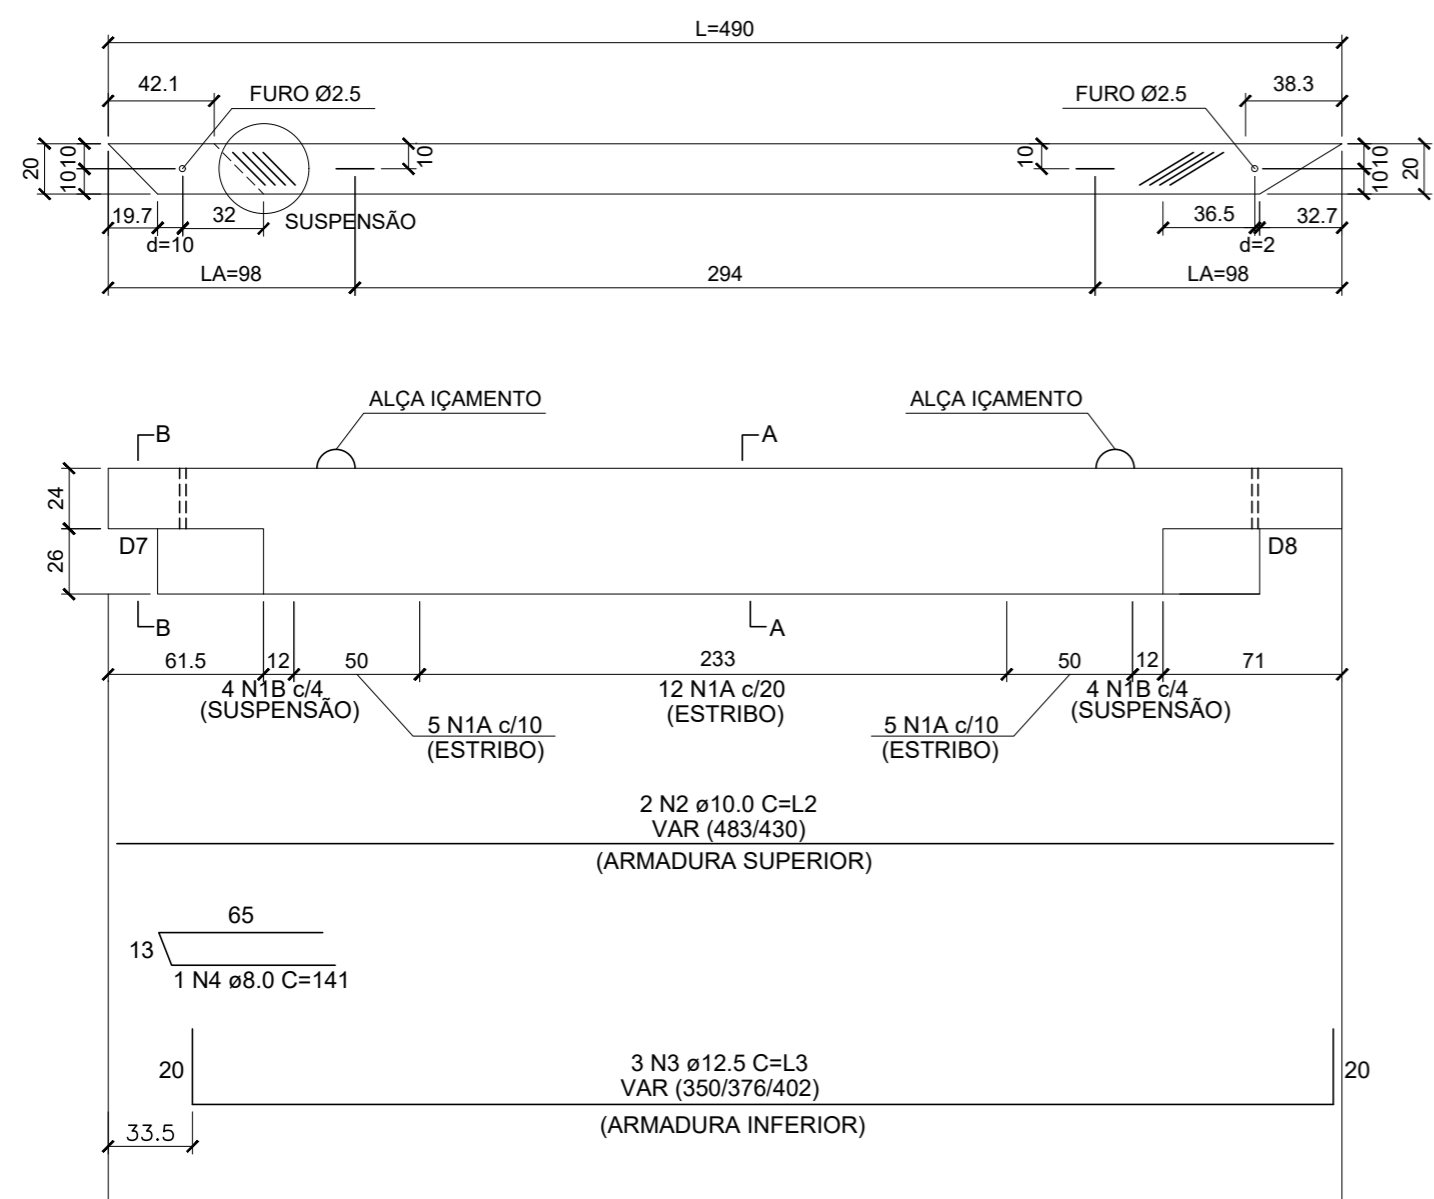 L=490
42.1
38.3
FURO Ø2.5
FURO Ø2.5
20
10
10
10
10
10
10
20
19.7
32
SUSPENSÃO
36.5
32.7
d=10
d=2
LA=98
294
LA=98
ALÇA IÇAMENTO
ALÇA IÇAMENTO
B
A
24
D7
D8
26
B
A
61.5
12
50
233
50
12
71
4 N1B c/4
(SUSPENSÃO)
12 N1A c/20
(ESTRIBO)
4 N1B c/4
(SUSPENSÃO)
5 N1A c/10
(ESTRIBO)
5 N1A c/10
(ESTRIBO)
2 N2 ø10.0 C=L2
VAR (483/430)
(ARMADURA SUPERIOR)
65
13
1 N4 ø8.0 C=141
20
3 N3 ø12.5 C=L3
VAR (350/376/402)
20
(ARMADURA INFERIOR)
33.5